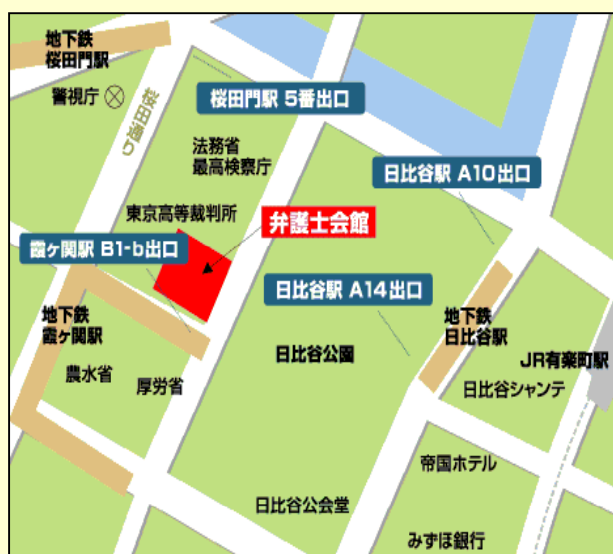 地下鉄
桜田門駅
警視庁
桜田通り
桜田門駅 5番出口
法務省
最高検察庁
日比谷駅 A10出口
東京高等裁判所
弁護士会館
霞ヶ関駅 B1-b出口
日比谷駅 A14出口
地下鉄
霞ヶ関駅
地下鉄
日比谷駅
日比谷公園
JR有楽町駅
農水省
厚労省
日比谷シャンテ
帝国ホテル
日比谷公会堂
みずほ銀行